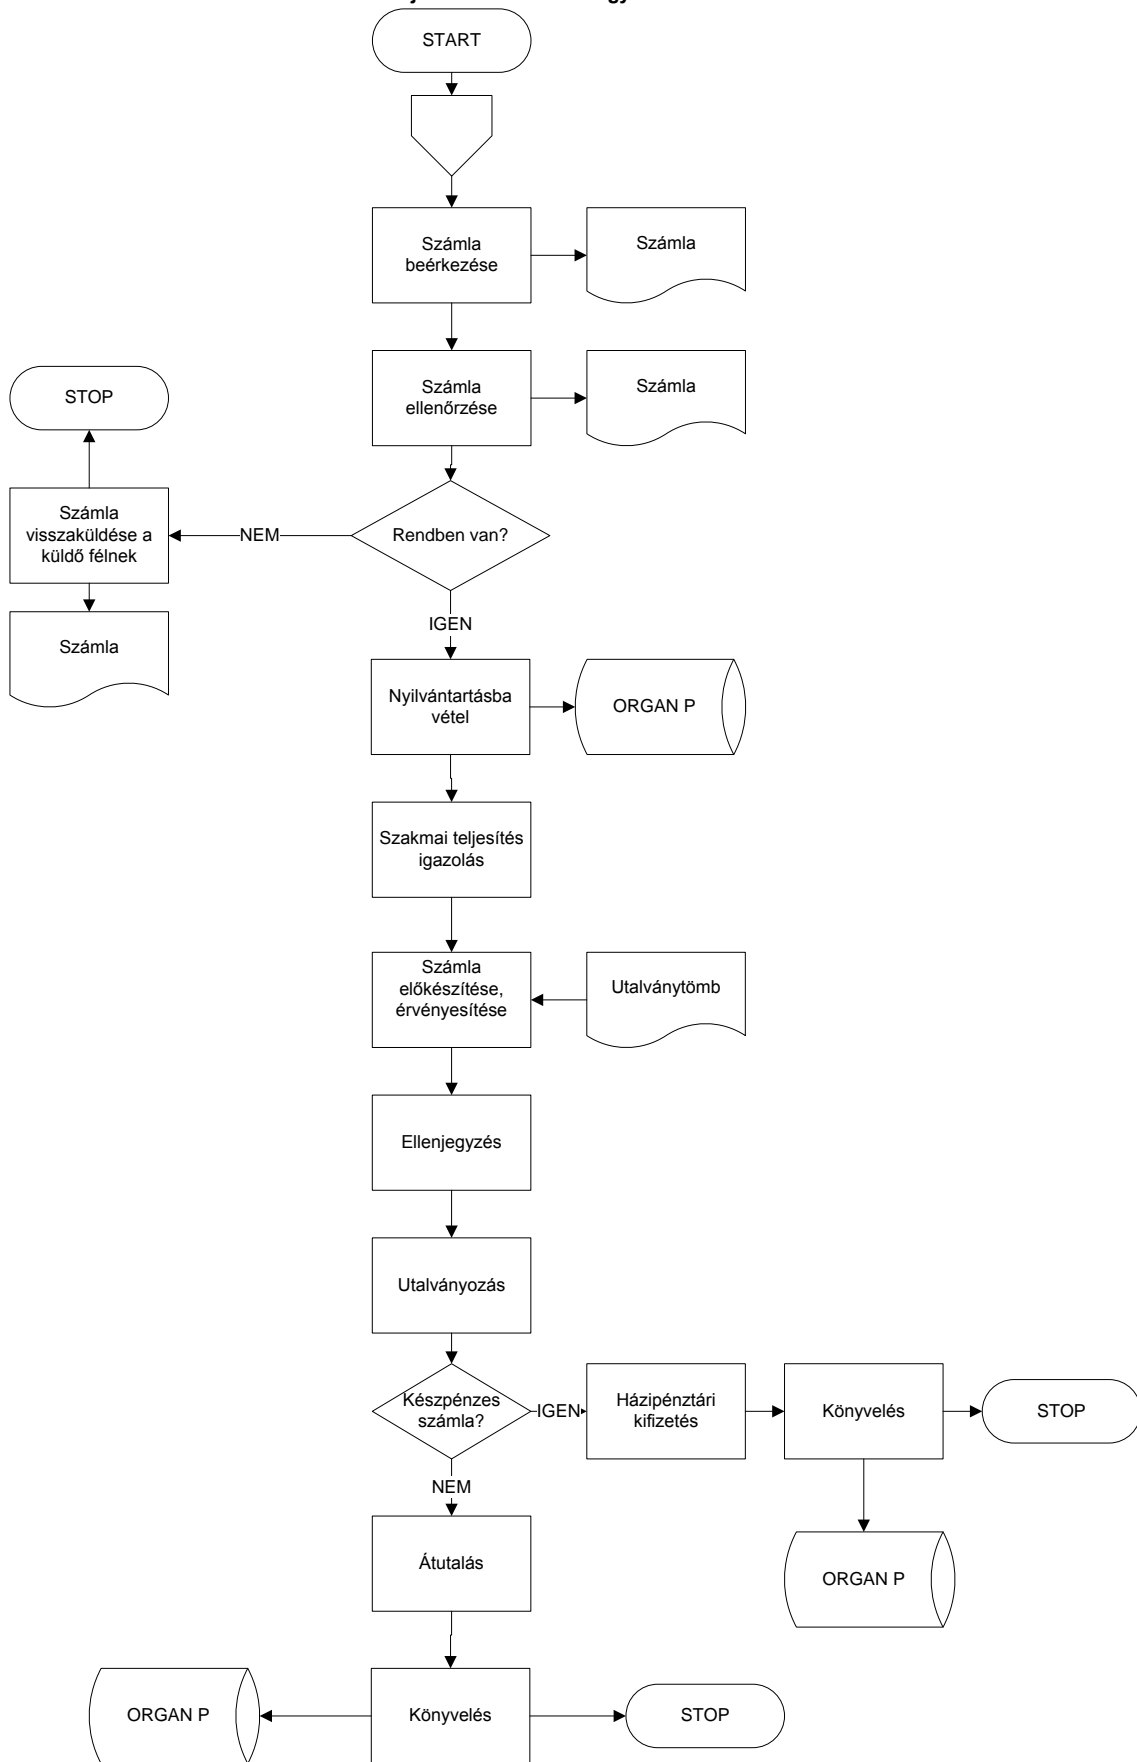 START
Számla
beérkezése
Számla
Számla
ellenőrzése
Számla
STOP
Számla
visszaküldése a
küldő félnek
NEM
Rendben van?
Számla
IGEN
Nyilvántartásba
vétel
ORGAN P
Szakmai teljesítés
igazolás
Számla
előkészítése,
érvényesítése
Utalványtömb
Ellenjegyzés
Utalványozás
Készpénzes
számla?
IGEN
Házipénztári
kifizetés
Könyvelés
STOP
NEM
Átutalás
ORGAN P
ORGAN P
Könyvelés
STOP